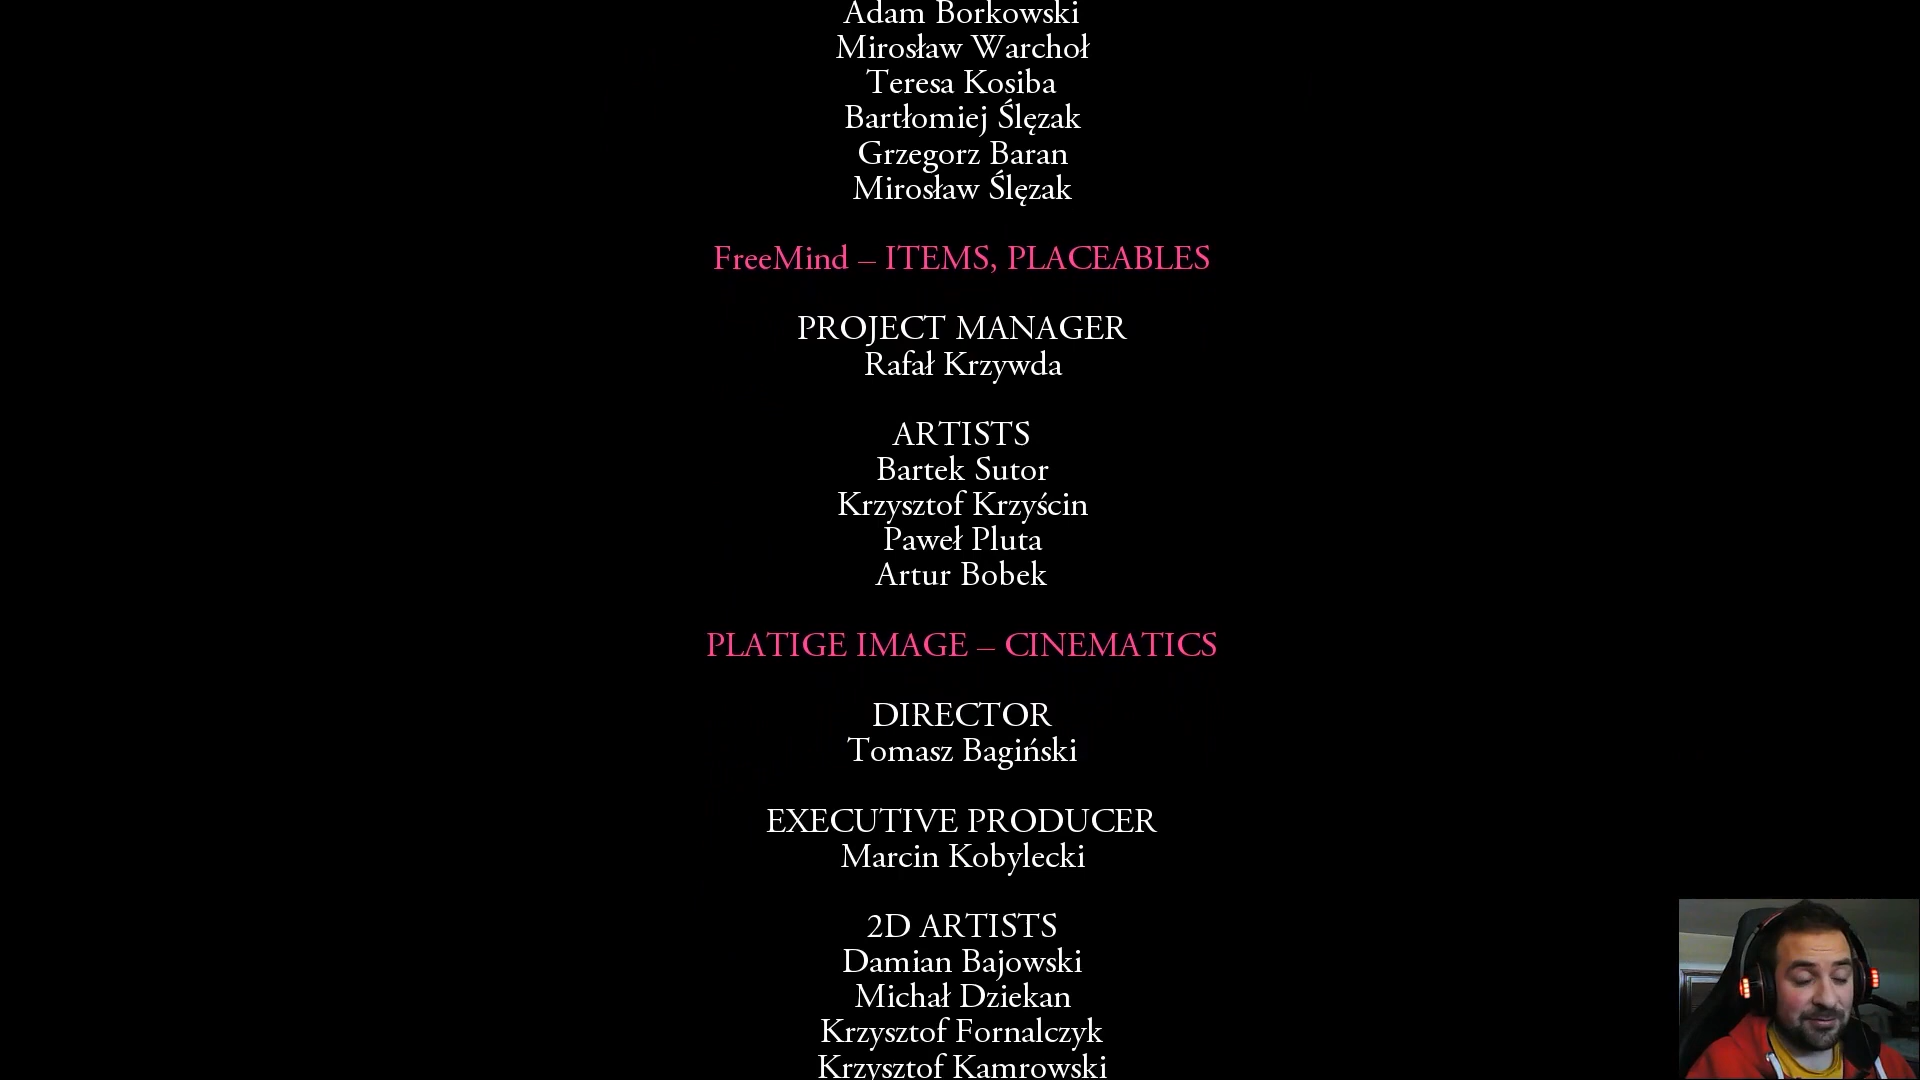 Adam Borkowski
Mirosław Warchoł
Teresa Kosiba
Bartłomiej Ślęzak
Grzegorz Baran
Mirosław Ślęzak
FreeMind – ITEMS, PLACEABLES
PROJECT MANAGER
Rafał Krzywda
ARTISTS
Bartek Sutor
Krzysztof Krzyścin
Paweł Pluta
Artur Bobek
PLATIGE IMAGE – CINEMATICS
DIRECTOR
Tomasz Bagiński
EXECUTIVE PRODUCER
Marcin Kobylecki
2D ARTISTS
Damian Bajowski
Michał Dziekan
Krzysztof Fornalczyk
Krzysztof Kamrowski